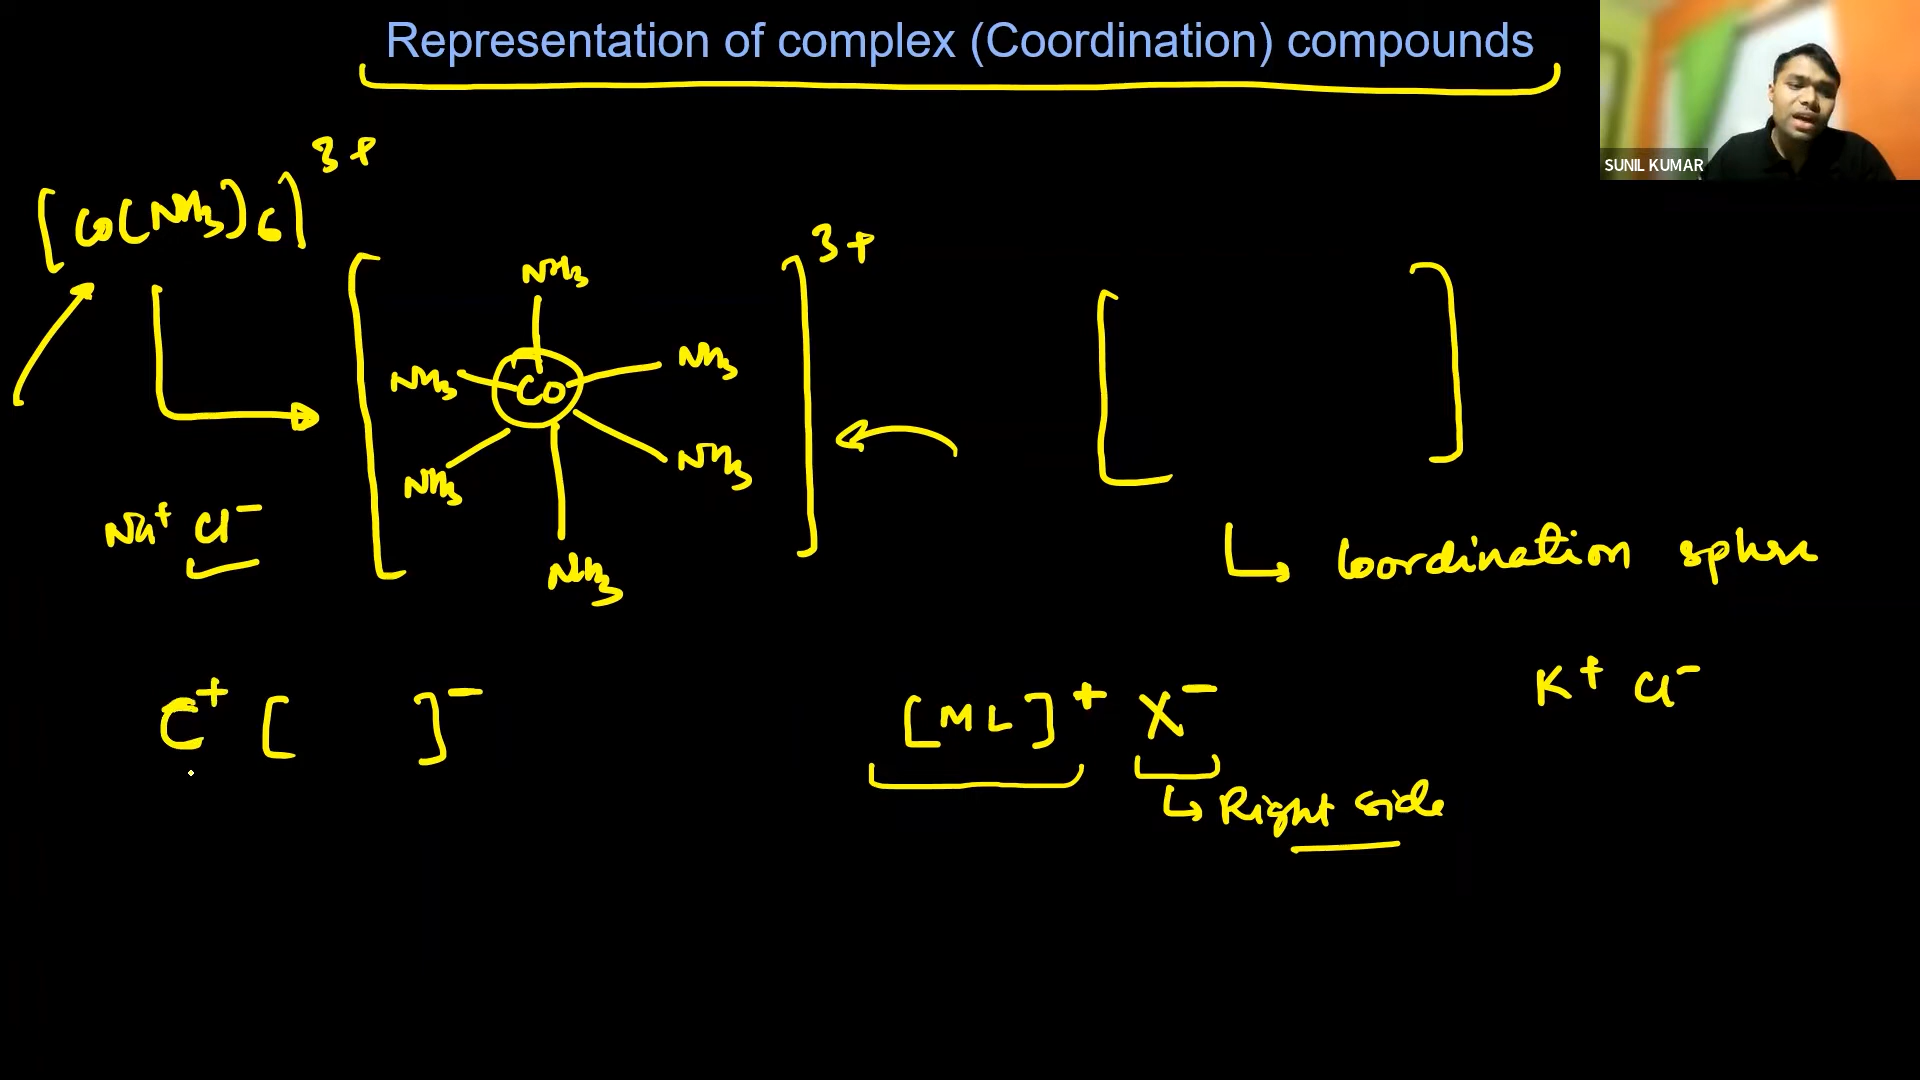 Representation of complex (Coordination) compounds
SUNIL KUMAR
[Co(NH3)6]3+
[ ]3+
NH3
NH3 Co NH3
NH3 NH3
NH3
[ ]
Na+ Cl-
Coordination sphere
C+ [ ]-
[ML]+ X-
K+ Cl-
Right side